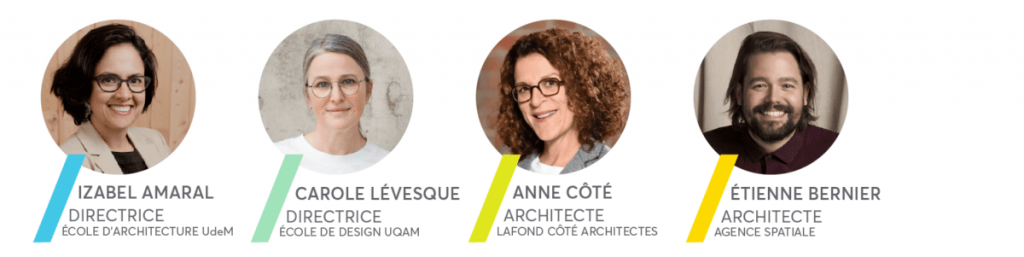 IZABEL AMARAL
DIRECTRICE
ÉCOLE D'ARCHITECTURE UdeM
CAROLE LÉVESQUE
DIRECTRICE
ÉCOLE DE DESIGN UQAM
ANNE CÔTÉ
ARCHITECTE
LAFOND CÔTÉ ARCHITECTES
ÉTIENNE BERNIER
ARCHITECTE
AGENCE SPATIALE